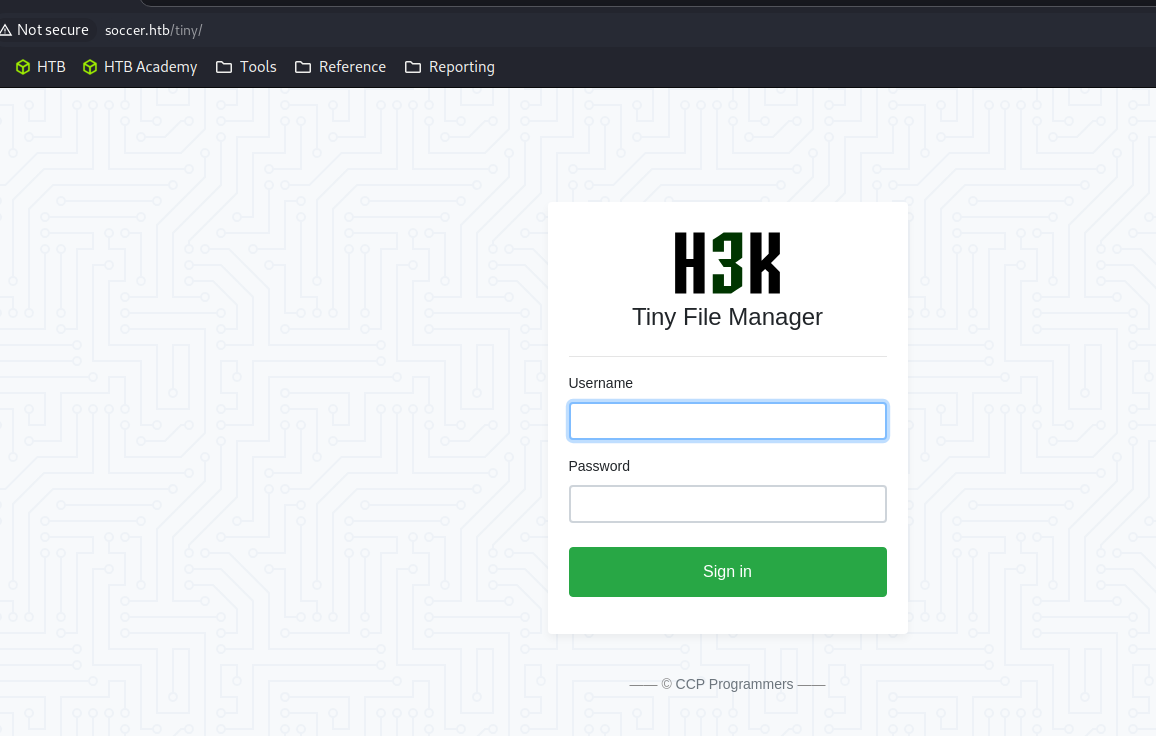 Not secure soccer.htb/tiny/
HTB HTB Academy Tools Reference Reporting
H3K
Tiny File Manager
Username
Password
Sign in
—— © CCP Programmers ——